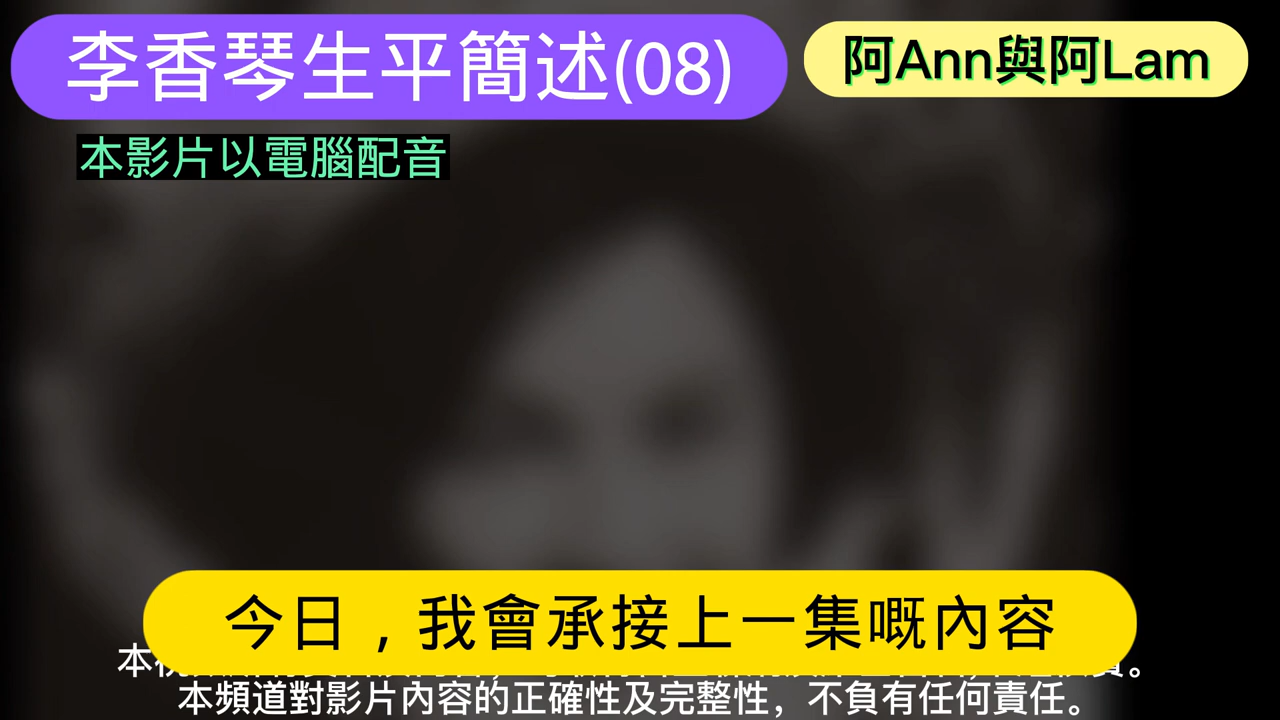 李香琴生平簡述(08)
阿Ann與阿Lam
本影片以電腦配音
今日，我會承接上一集嘅內容
本頻道對影片內容的正確性及完整性，不負有任何責任。